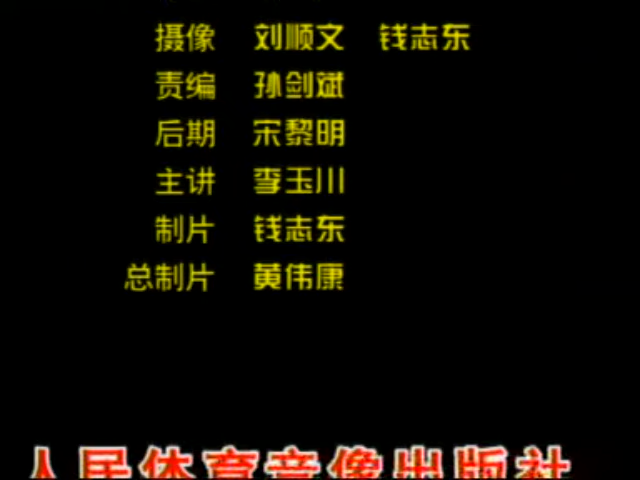 摄像 刘顺文 钱志东
责编 孙剑斌
后期 宋黎明
主讲 李玉川
制片 钱志东
总制片 黄伟康
人民体育音像出版社